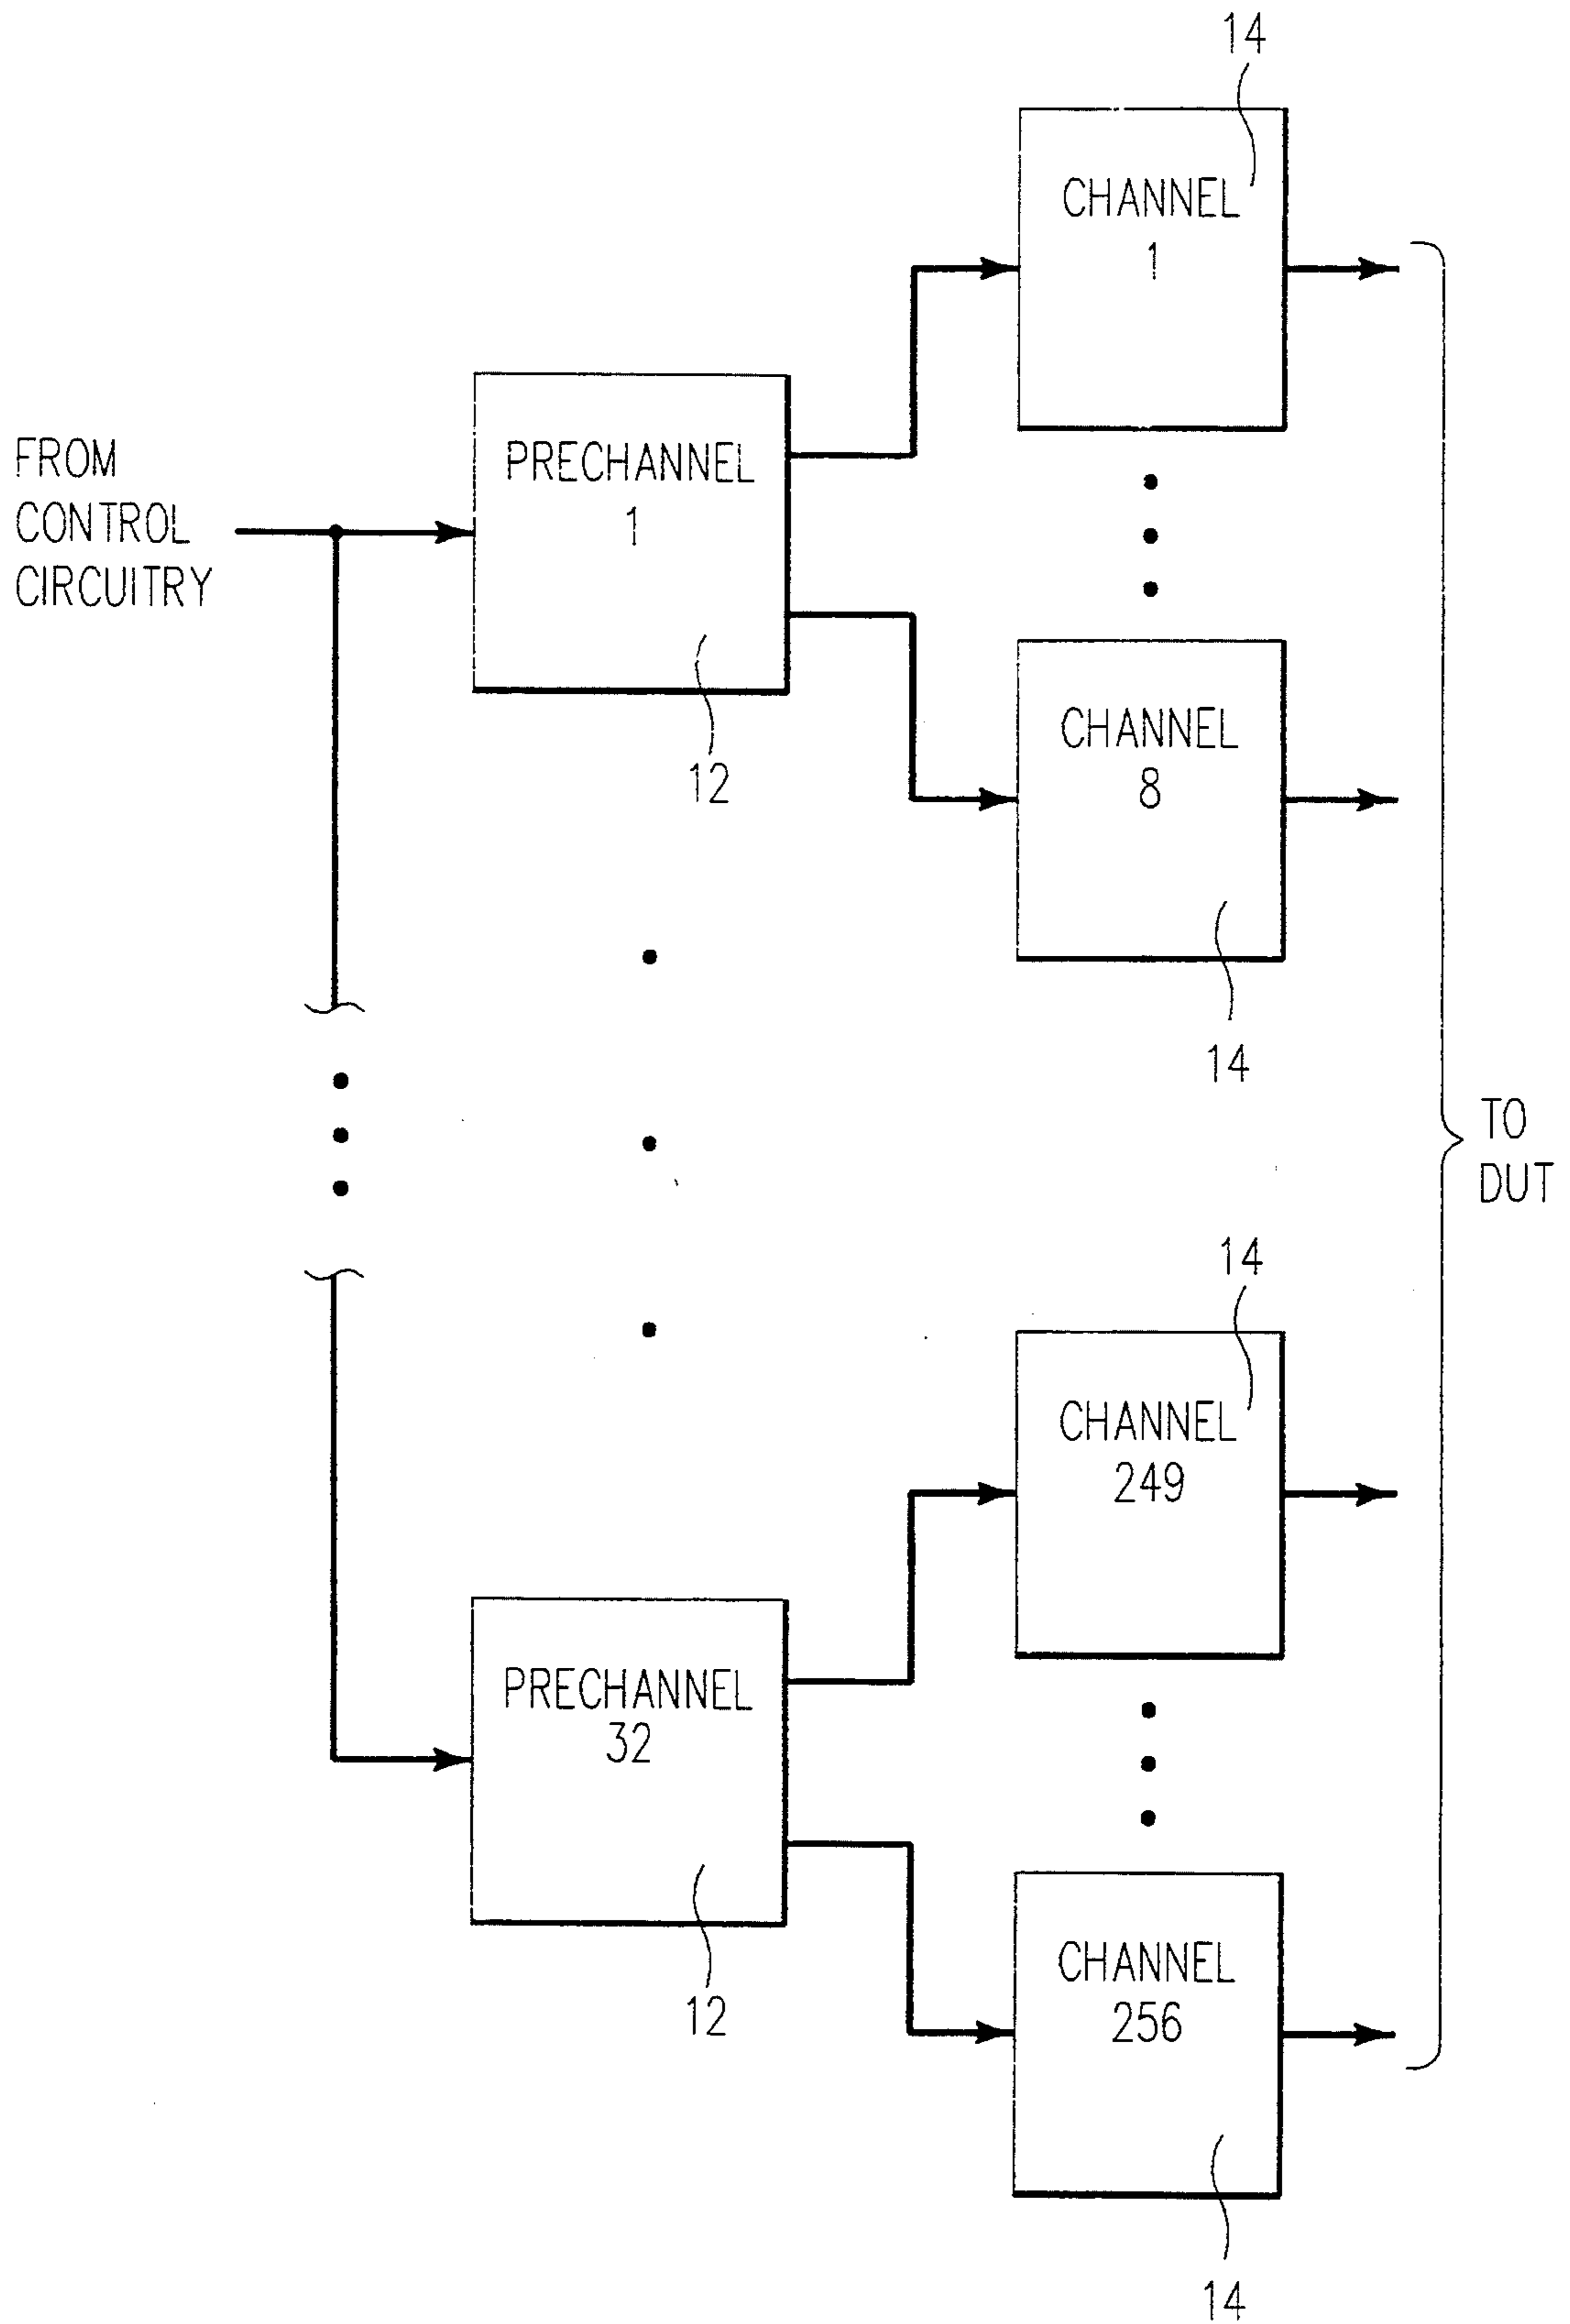 14
CHANNEL
1
FROM
CONTROL
CIRCUITRY
PRECHANNEL
1
12
CHANNEL
8
14
TO
DUT
14
CHANNEL
249
PRECHANNEL
32
12
CHANNEL
256
14